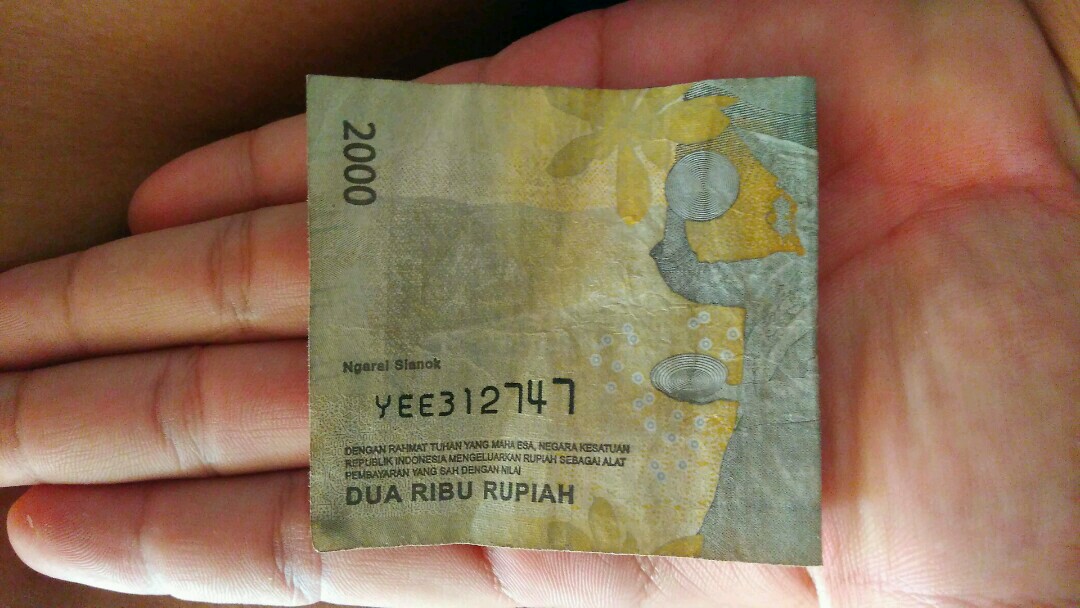 2000
Ngarai Sianok
YEE312747
DENGAN RAHMAT TUHAN YANG MAHA ESA, NEGARA KESATUAN
REPUBLIK INDONESIA MENGELUARKAN RUPIAH SEBAGAI ALAT
PEMBAYARAN YANG SAH DENGAN NILAI
DUA RIBU RUPIAH